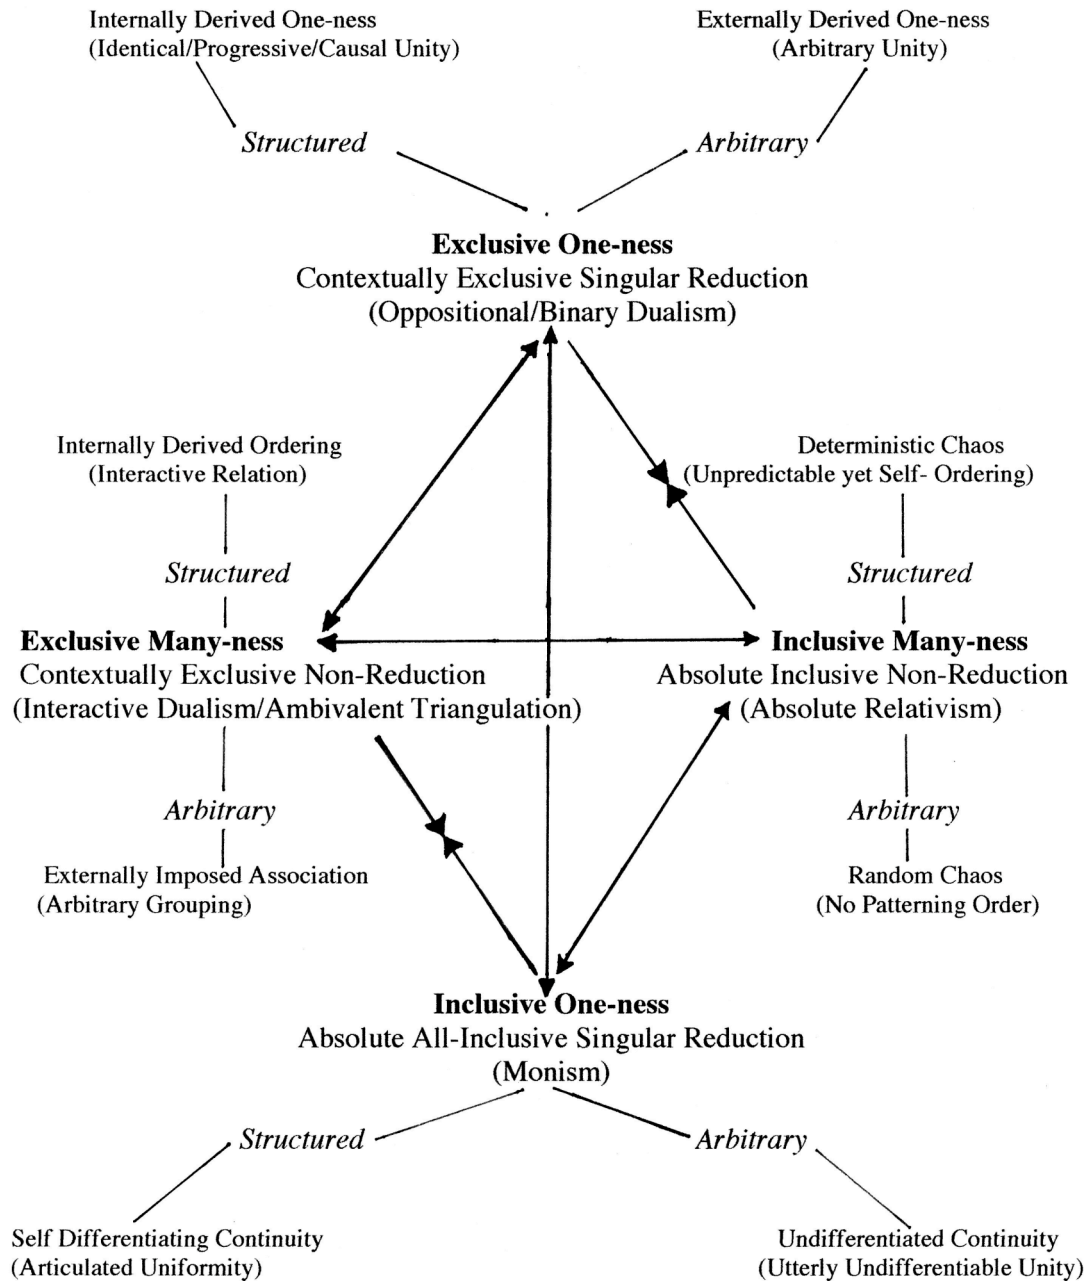 Internally Derived One-ness
(Identical/Progressive/Causal Unity)
Externally Derived One-ness
(Arbitrary Unity)
Structured
Arbitrary
Exclusive One-ness
Contextually Exclusive Singular Reduction
(Oppositional/Binary Dualism)
Internally Derived Ordering
(Interactive Relation)
Deterministic Chaos
(Unpredictable yet Self- Ordering)
Structured
Structured
Exclusive Many-ness
Contextually Exclusive Non-Reduction
(Interactive Dualism/Ambivalent Triangulation)
Inclusive Many-ness
Absolute Inclusive Non-Reduction
(Absolute Relativism)
Arbitrary
Arbitrary
Externally Imposed Association
(Arbitrary Grouping)
Random Chaos
(No Patterning Order)
Inclusive One-ness
Absolute All-Inclusive Singular Reduction
(Monism)
Structured
Arbitrary
Self Differentiating Continuity
(Articulated Uniformity)
Undifferentiated Continuity
(Utterly Undifferentiable Unity)